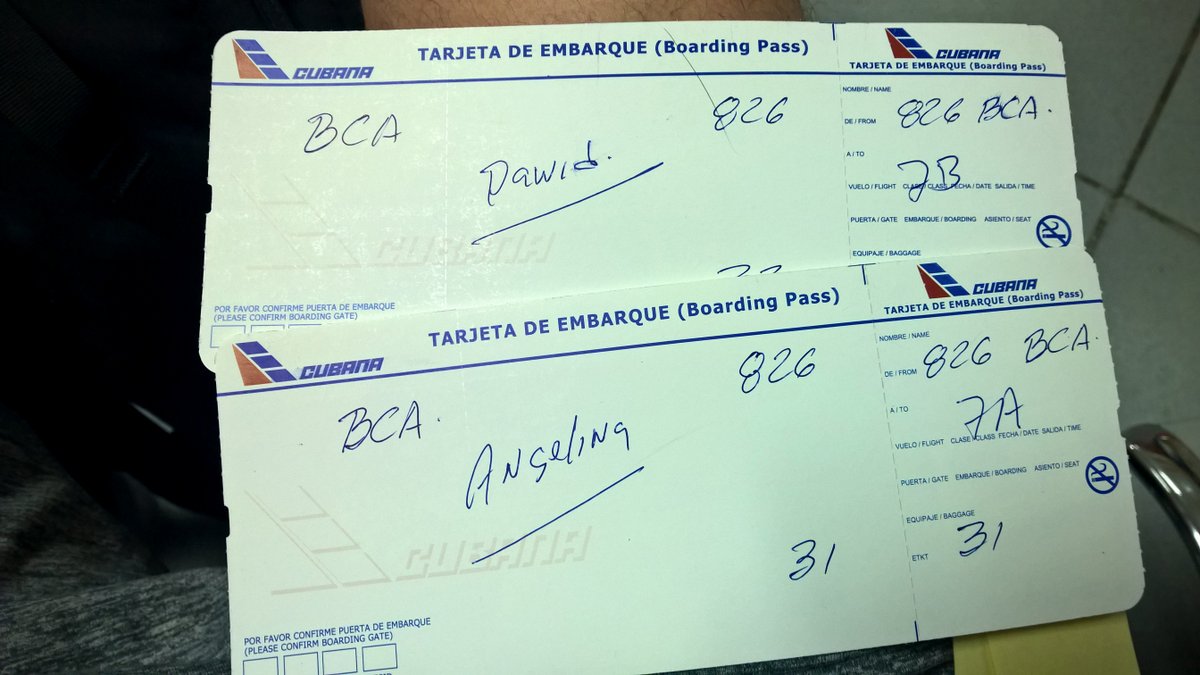 CUBANA
TARJETA DE EMBARQUE (Boarding Pass)
BCA
826
Dawid.
CUBANA
POR FAVOR CONFIRME PUERTA DE EMBARQUE
(PLEASE CONFIRM BOARDING GATE)
CUBANA
TARJETA DE EMBARQUE (Boarding Pass)
NOMBRE / NAME
DE / FROM 826 BCA.
A / TO
7B
VUELO / FLIGHT CLASE / CLASS FECHA / DATE SALIDA / TIME
PUERTA / GATE EMBARQUE / BOARDING ASIENTO / SEAT
EQUIPAJE / BAGGAGE
CUBANA
TARJETA DE EMBARQUE (Boarding Pass)
BCA.
826
Angelina
CUBANA
31
POR FAVOR CONFIRME PUERTA DE EMBARQUE
(PLEASE CONFIRM BOARDING GATE)
CUBANA
TARJETA DE EMBARQUE (Boarding Pass)
NOMBRE / NAME
DE / FROM 826 BCA.
A / TO
7A
VUELO / FLIGHT CLASE / CLASS FECHA / DATE SALIDA / TIME
PUERTA / GATE EMBARQUE / BOARDING ASIENTO / SEAT
EQUIPAJE / BAGGAGE
ETKT 31